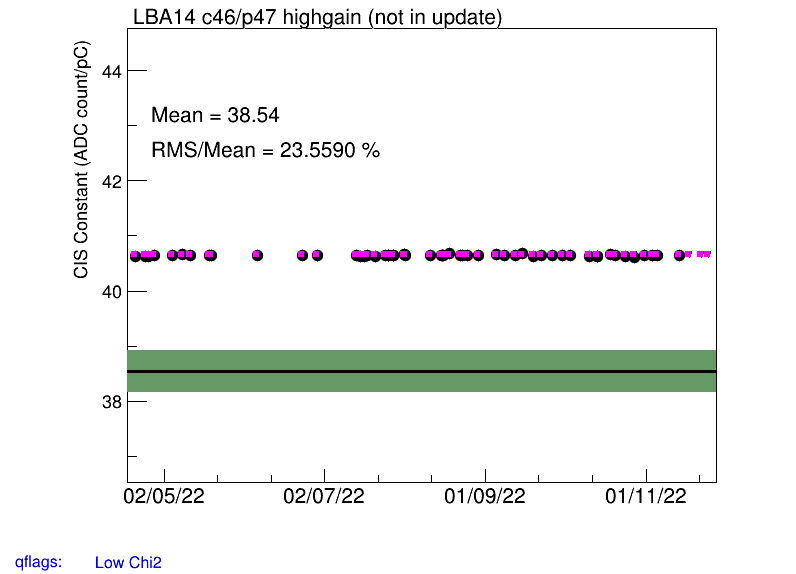 LBA14 c46/p47 highgain (not in update)
CIS Constant (ADC count/pC)
44
42
40
38
Mean = 38.54
RMS/Mean = 23.5590 %
02/05/22 02/07/22 01/09/22 01/11/22
qflags: Low Chi2